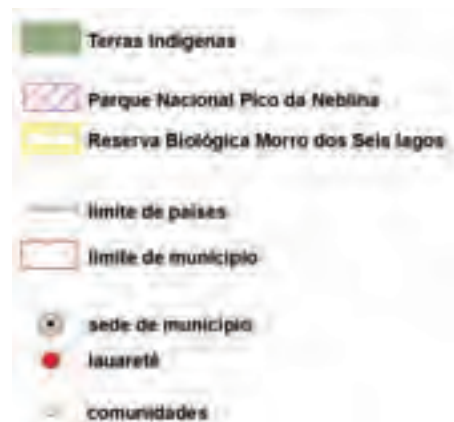 Terras Indígenas
Parque Nacional Pico da Neblina
Reserva Biológica Morro dos Seis lagos
limite de países
limite de município
sede de município
Iauaretê
comunidades